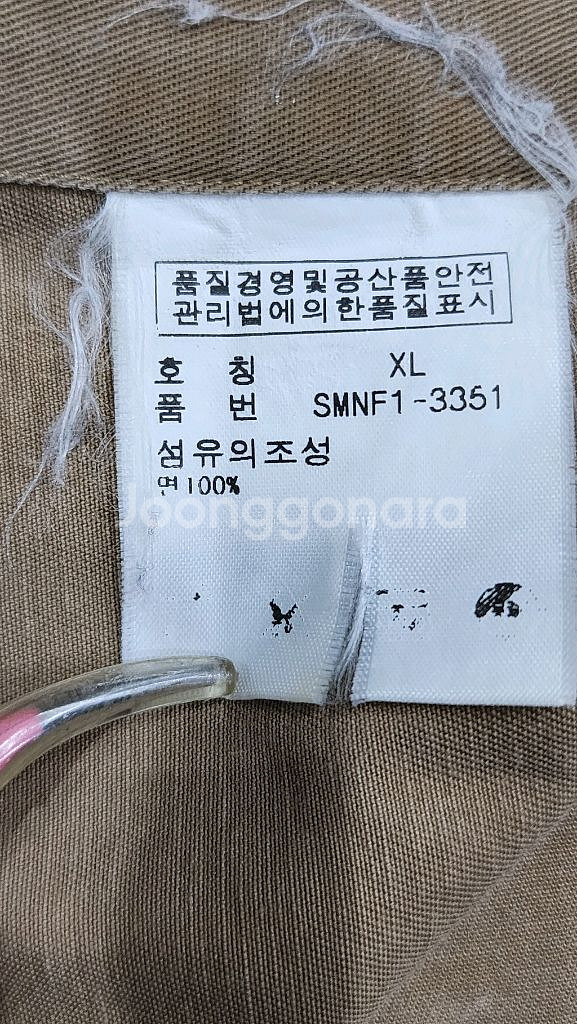 품질경영및공산품안전
관리법에의한품질표시
호 칭 XL
품 번 SMNF1-3351
섬유의조성
면100%
Joonggonara